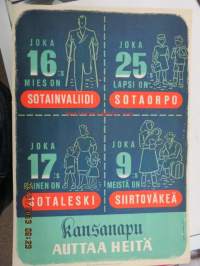 JOKA
16:S
MIES ON
SOTAINVALIIDI
JOKA
25
LAPSI ON
SOTAORPO
JOKA
17:S
NAINEN ON
SOTALESKI
JOKA
9:S
MEISTÄ ON
SIIRTOVÄKEÄ
Kansanapu
AUTTAA HEITÄ